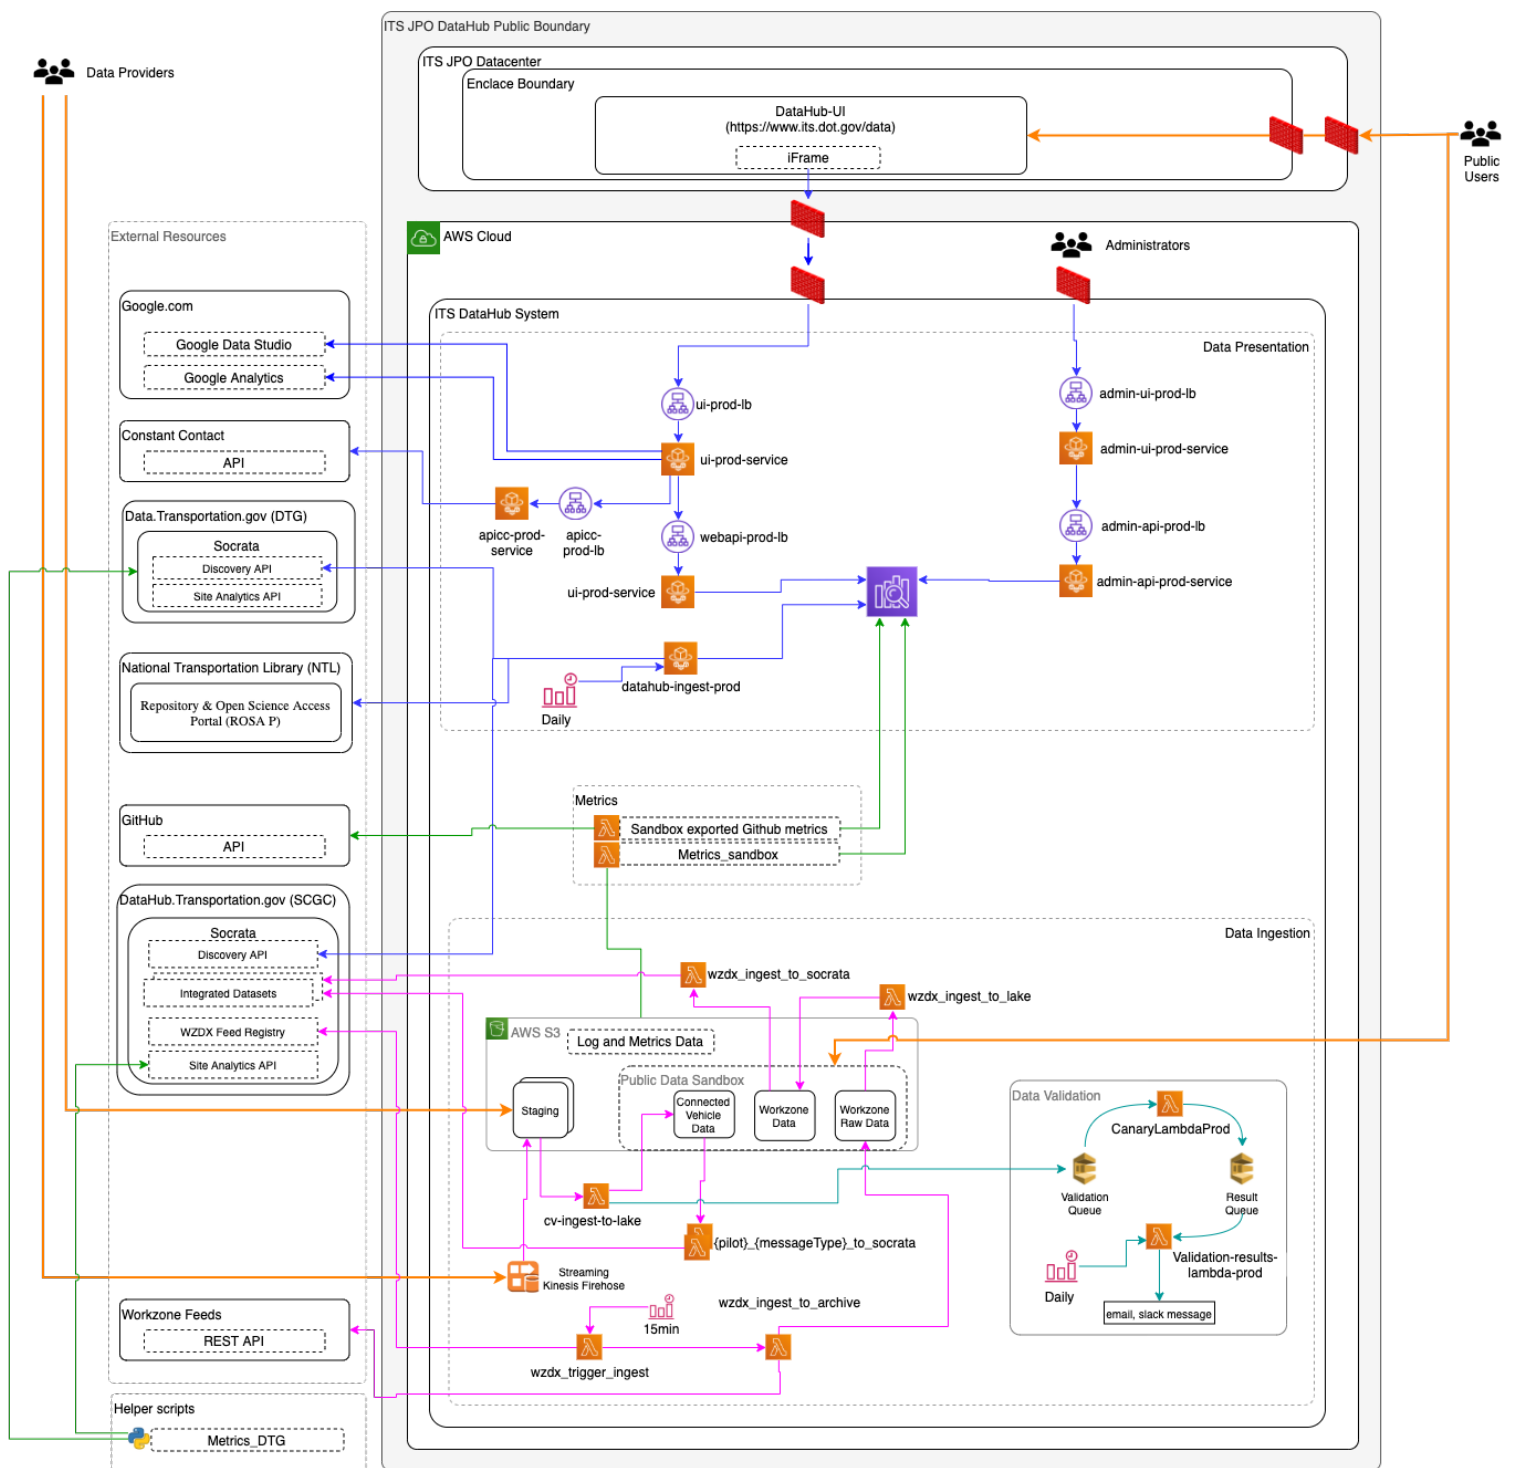 ITS JPO DataHub Public Boundary
Data Providers
ITS JPO Datacenter
Enclace Boundary
DataHub-UI
(https://www.its.dot.gov/data)
iFrame
Public
Users
External Resources
AWS Cloud
Administrators
Google.com
Google Data Studio
Google Analytics
ITS DataHub System
Data Presentation
ui-prod-lb
admin-ui-prod-lb
Constant Contact
API
ui-prod-service
admin-ui-prod-service
Data.Transportation.gov (DTG)
Socrata
Discovery API
Site Analytics API
apicc-prod-
service
apicc-
prod-lb
webapi-prod-lb
admin-api-prod-lb
ui-prod-service
admin-api-prod-service
National Transportation Library (NTL)
Repository & Open Science Access
Portal (ROSA P)
datahub-ingest-prod
Daily
Metrics
Sandbox exported Github metrics
Metrics_sandbox
GitHub
API
DataHub.Transportation.gov (SCGC)
Socrata
Discovery API
Integrated Datasets
WZDX Feed Registry
Site Analytics API
Data Ingestion
wzdx_ingest_to_socrata
wzdx_ingest_to_lake
AWS S3
Log and Metrics Data
Public Data Sandbox
Staging
Connected
Vehicle
Data
Workzone
Data
Workzone
Raw Data
Data Validation
CanaryLambdaProd
Validation
Queue
Result
Queue
cv-ingest-to-lake
{pilot}_{messageType}_to_socrata
Validation-results-
lambda-prod
Daily
email, slack message
Streaming
Kinesis Firehose
wzdx_ingest_to_archive
15min
wzdx_trigger_ingest
Workzone Feeds
REST API
Helper scripts
Metrics_DTG